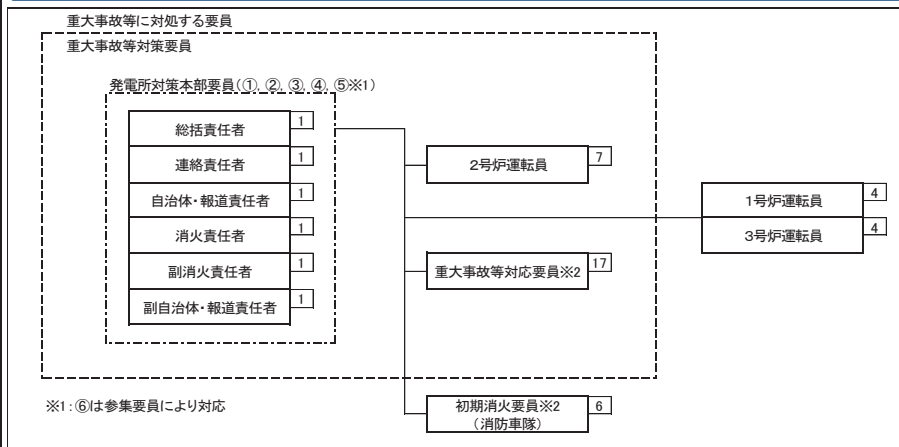 重大事故等に対処する要員
重大事故等対策要員
発電所対策本部要員(①, ②, ③, ④, ⑤※1)
総括責任者 1
連絡責任者 1
自治体・報道責任者 1
消火責任者 1
副消火責任者 1
副自治体・報道責任者 1
2号炉運転員 7
1号炉運転員 4
3号炉運転員 4
重大事故等対応要員※2 17
初期消火要員※2 6
(消防車隊)
※1:⑥は参集要員により対応